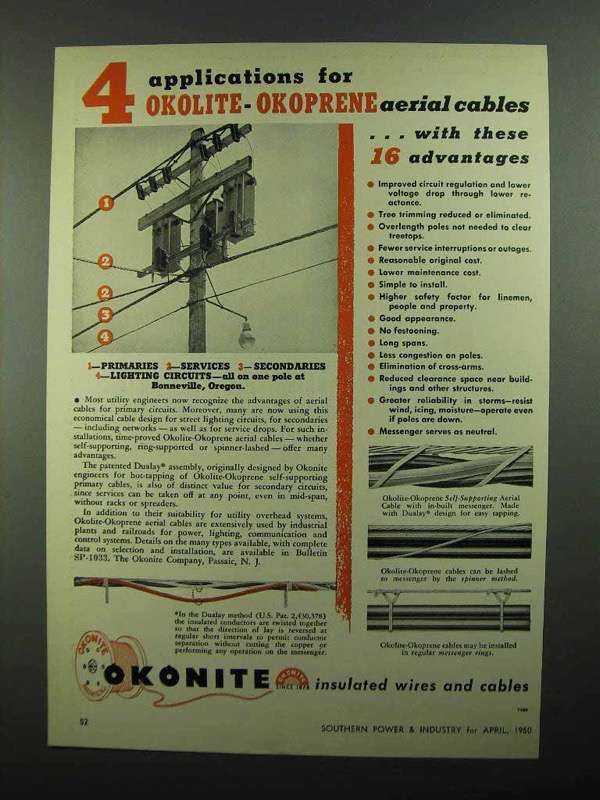 4 applications for
OKOLITE-OKOPRENE aerial cables
. . . with these
16 advantages
1
2
2
3
4
1—PRIMARIES 2—SERVICES 3—SECONDARIES
4—LIGHTING CIRCUITS—all on one pole at
Bonneville, Oregon.
• Most utility engineers now recognize the advantages of aerial
cables for primary circuits. Moreover, many are now using this
economical cable design for street lighting circuits, for secondaries
— including networks — as well as for service drops. For such in-
stallations, time-proved Okolite-Okoprene aerial cables — whether
self-supporting, ring-supported or spinner-lashed — offer many
advantages.
The patented Dualay* assembly, originally designed by Okonite
engineers for hot-tapping of Okolite-Okoprene self-supporting
primary cables, is also of distinct value for secondary circuits,
since services can be taken off at any point, even in mid-span,
without racks or spreaders.
In addition to their suitability for utility overhead systems,
Okolite-Okoprene aerial cables are extensively used by industrial
plants and railroads for power, lighting, communication and
control systems. Details on the many types available, with complete
data on selection and installation, are available in Bulletin
SP-1033. The Okonite Company, Passaic, N. J.
*In the Dualay method (U.S. Pat. 2,430,378)
the insulated conductors are twisted together
so that the direction of lay is reversed at
regular short intervals to permit conductor
separation without cutting the copper or
performing any operation on the messenger.
• Improved circuit regulation and lower
voltage drop through lower re-
actance.
• Tree trimming reduced or eliminated.
• Overlength poles not needed to clear
treetops.
• Fewer service interruptions or outages.
• Reasonable original cost.
• Lower maintenance cost.
• Simple to install.
• Higher safety factor for linemen,
people and property.
• Good appearance.
• No festooning.
• Long spans.
• Less congestion on poles.
• Elimination of cross-arms.
• Reduced clearance space near build-
ings and other structures.
• Greater reliability in storms—resist
wind, icing, moisture—operate even
if poles are down.
• Messenger serves as neutral.
Okolite-Okoprene Self-Supporting Aerial
Cable with in-built messenger. Made
with Dualay* design for easy tapping.
Okolite-Okoprene cables can be lashed
to messenger by the spinner method.
Okolite-Okoprene cables may be installed
in regular messenger rings.
OKONITE
OKONITE
OKONITE
SINCE 1878
insulated wires and cables
52
SOUTHERN POWER & INDUSTRY for APRIL, 1950